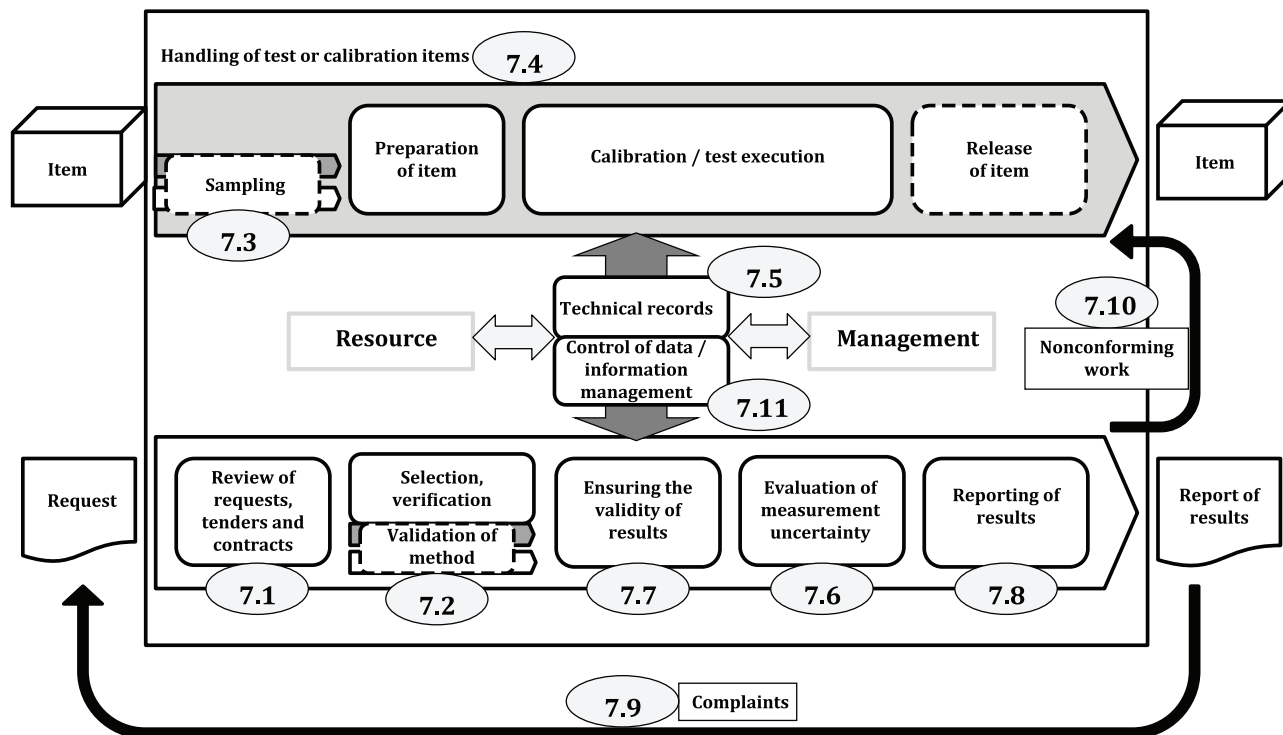 Handling of test or calibration items
7.4
Item
Sampling
7.3
Preparation
of item
Calibration / test execution
Release
of item
Item
7.5
Technical records
Resource
Management
Control of data /
information
management
7.11
7.10
Nonconforming
work
Request
Review of
requests,
tenders and
contracts
7.1
Selection,
verification
Validation of
method
7.2
Ensuring the
validity of
results
7.7
Evaluation of
measurement
uncertainty
7.6
Reporting of
results
7.8
Report of
results
7.9
Complaints